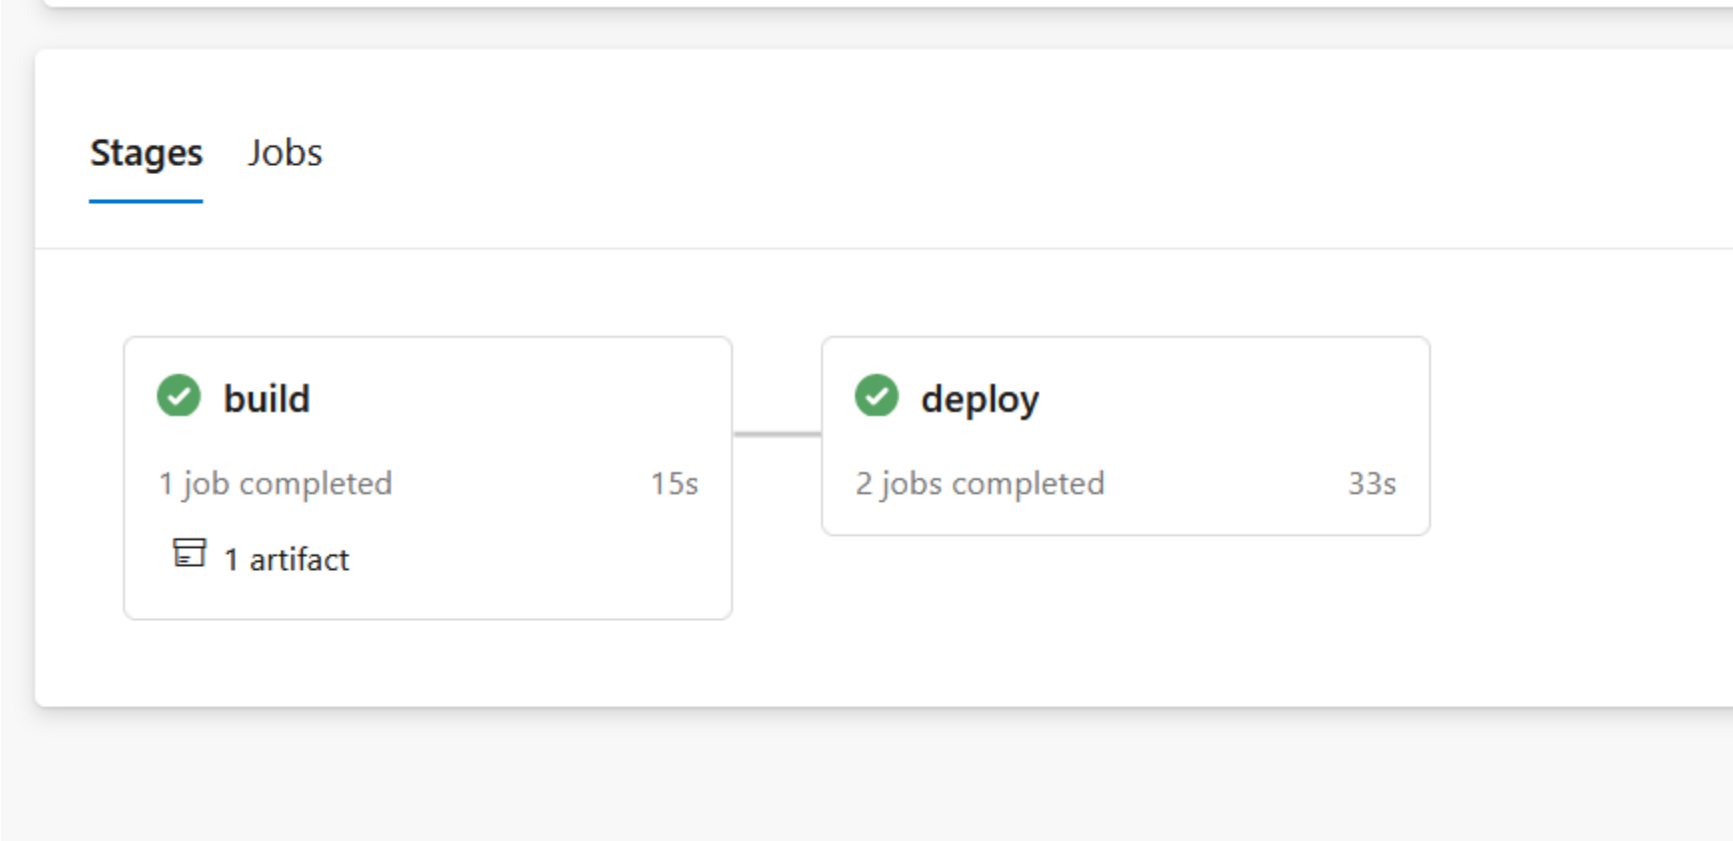 Stages Jobs
build
1 job completed 15s
1 artifact
deploy
2 jobs completed 33s